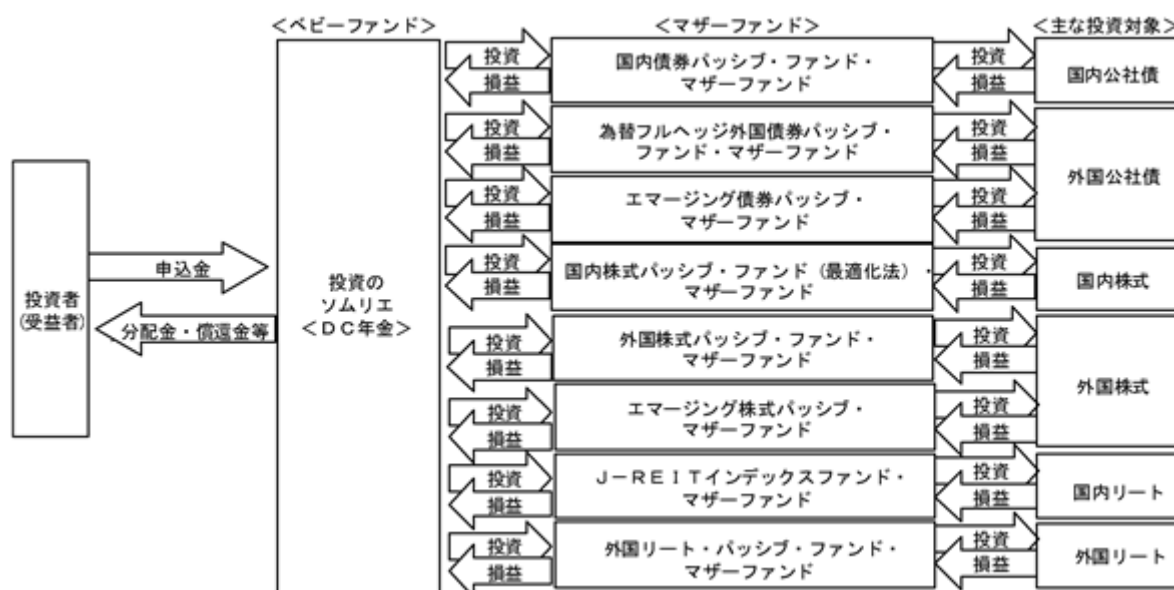 ＜ベビーファンド＞
＜マザーファンド＞
＜主な投資対象＞
投資者
(受益者)
申込金
分配金・償還金等
投資の
ソムリエ
＜ＤＣ年金＞
投資
損益
国内債券パッシブ・ファンド・
マザーファンド
投資
損益
国内公社債
投資
損益
為替フルヘッジ外国債券パッシブ・
ファンド・マザーファンド
投資
損益
外国公社債
投資
損益
エマージング債券パッシブ・
マザーファンド
投資
損益
投資
損益
国内株式パッシブ・ファンド（最適化法）・
マザーファンド
投資
損益
国内株式
投資
損益
外国株式パッシブ・ファンド・
マザーファンド
投資
損益
外国株式
投資
損益
エマージング株式パッシブ・
マザーファンド
投資
損益
投資
損益
Ｊ－ＲＥＩＴインデックスファンド・
マザーファンド
投資
損益
国内リート
投資
損益
外国リート・パッシブ・ファンド・
マザーファンド
投資
損益
外国リート